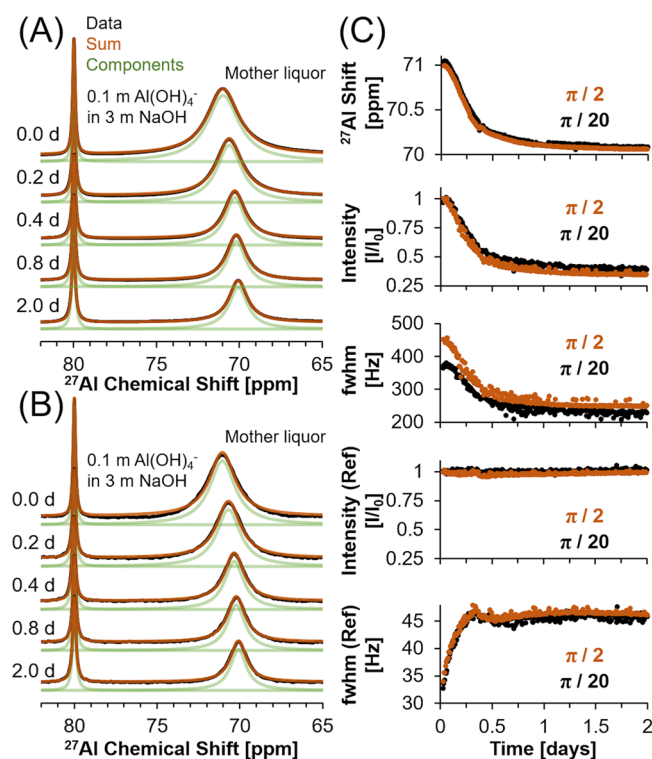 (A)
Data
Sum
Components
Mother liquor
0.1 m Al(OH)₄⁻
in 3 m NaOH
0.0 d
0.2 d
0.4 d
0.8 d
2.0 d
80 75 70 65
²⁷Al Chemical Shift [ppm]
(B)
Mother liquor
0.1 m Al(OH)₄⁻
in 3 m NaOH
0.0 d
0.2 d
0.4 d
0.8 d
2.0 d
80 75 70 65
²⁷Al Chemical Shift [ppm]
(C)
²⁷Al Shift
[ppm]
71
70.5
70
π / 2
π / 20
Intensity
[I/I₀]
1
0.75
0.5
0.25
π / 2
π / 20
fwhm
[Hz]
500
400
300
200
π / 2
π / 20
Intensity (Ref)
[I/I₀]
1
0.75
0.5
0.25
π / 2
π / 20
fwhm (Ref)
[Hz]
45
40
35
30
π / 2
π / 20
0 0.5 1 1.5 2
Time [days]